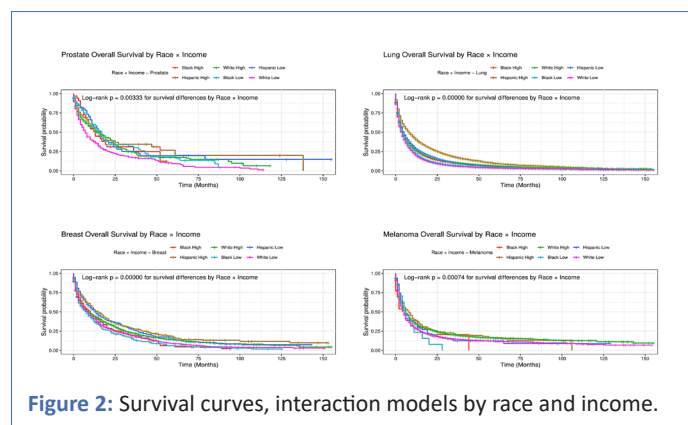 Prostate Overall Survival by Race × Income
Race × Income − Prostate
Black High
White High
Hispanic Low
Hispanic High
Black Low
White Low
Log−rank p = 0.00333 for survival differences by Race × Income
Survival probability
1.00
0.75
0.50
0.25
0.00
0
25
50
75
100
125
150
Time (Months)
Lung Overall Survival by Race × Income
Race × Income − Lung
Black High
White High
Hispanic Low
Hispanic High
Black Low
White Low
Log−rank p = 0.00000 for survival differences by Race × Income
Survival probability
1.00
0.75
0.50
0.25
0.00
0
25
50
75
100
125
150
Time (Months)
Breast Overall Survival by Race × Income
Race × Income − Breast
Black High
White High
Hispanic Low
Hispanic High
Black Low
White Low
Log−rank p = 0.00000 for survival differences by Race × Income
Survival probability
1.00
0.75
0.50
0.25
0.00
0
25
50
75
100
125
150
Time (Months)
Melanoma Overall Survival by Race × Income
Race × Income − Melanoma
Black High
White High
Hispanic Low
Hispanic High
Black Low
White Low
Log−rank p = 0.00074 for survival differences by Race × Income
Survival probability
1.00
0.75
0.50
0.25
0.00
0
25
50
75
100
125
150
Time (Months)
Figure 2: Survival curves, interaction models by race and income.